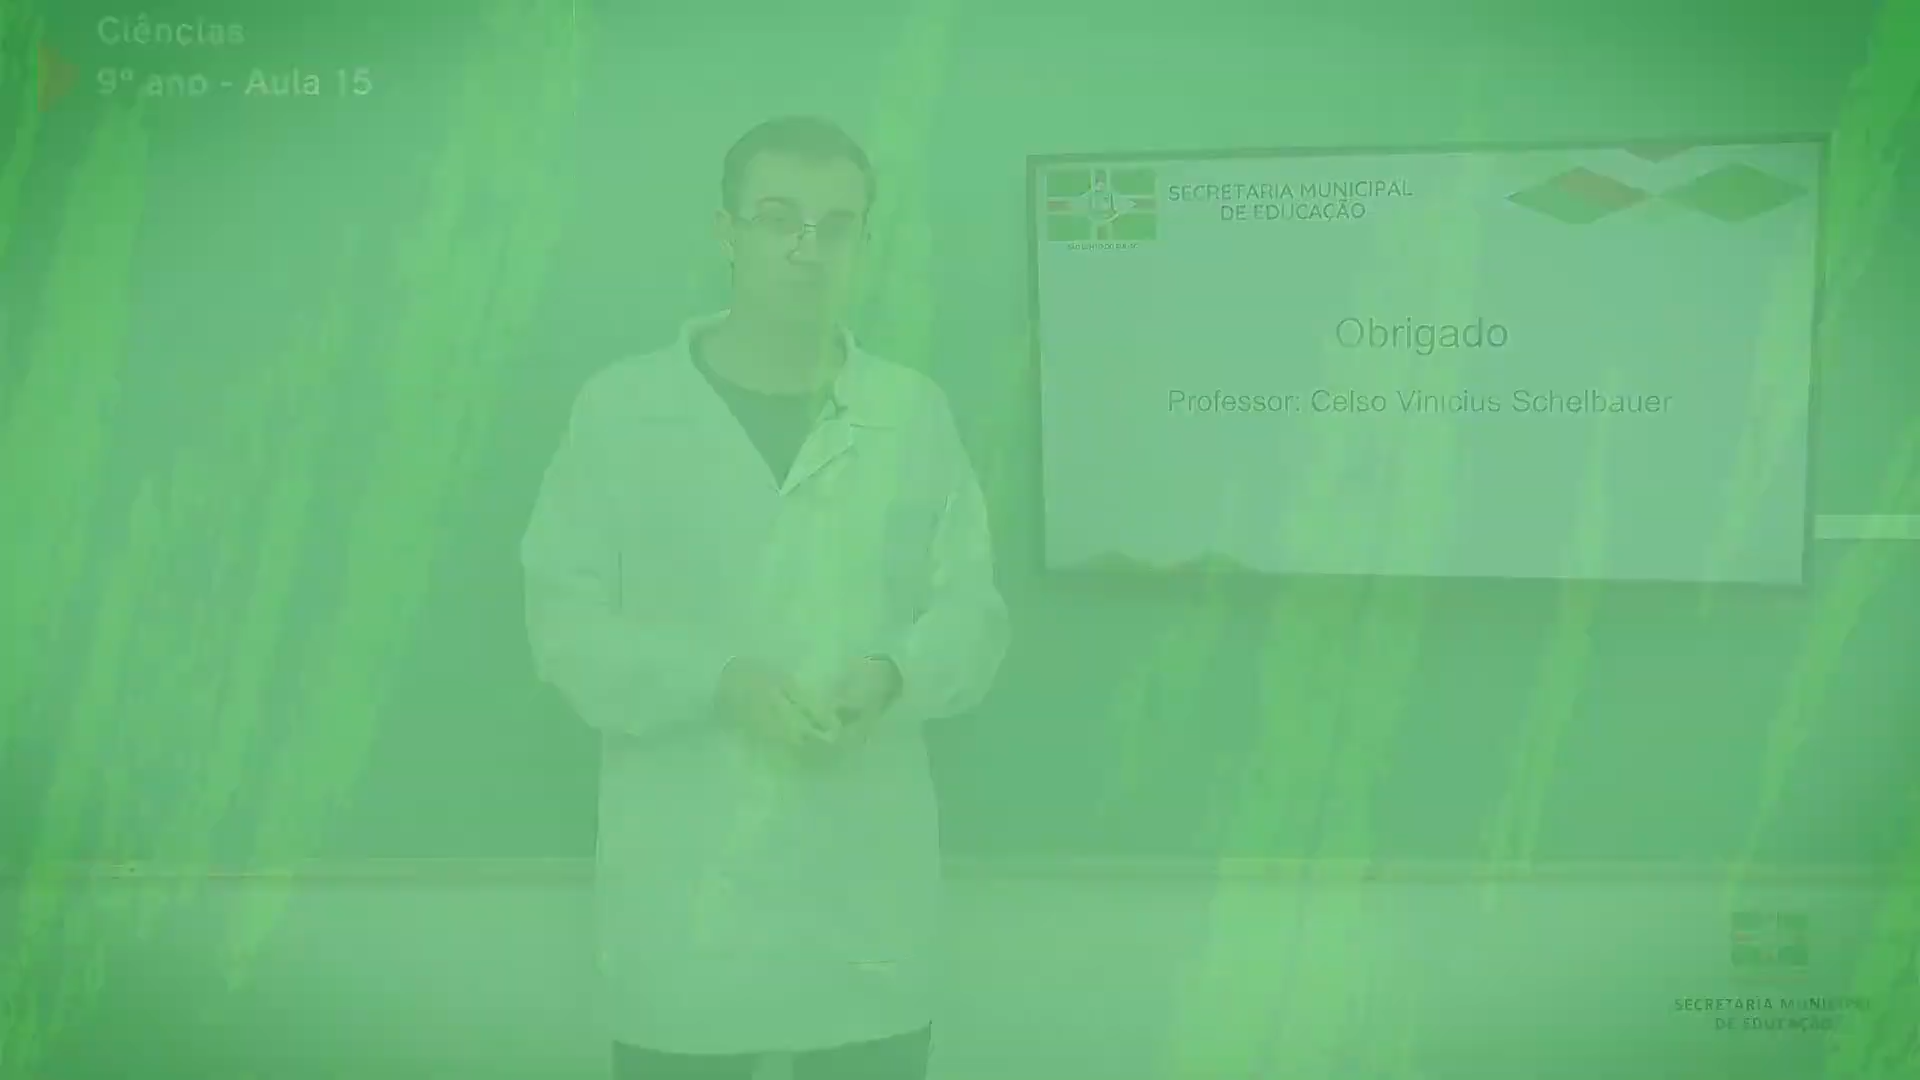 Ciências
9º ano - Aula 15
SECRETARIA MUNICIPAL
DE EDUCAÇÃO
Obrigado
Professor: Celso Vinicius Schelbauer
SECRETARIA MUNICIPAL
DE EDUCAÇÃO